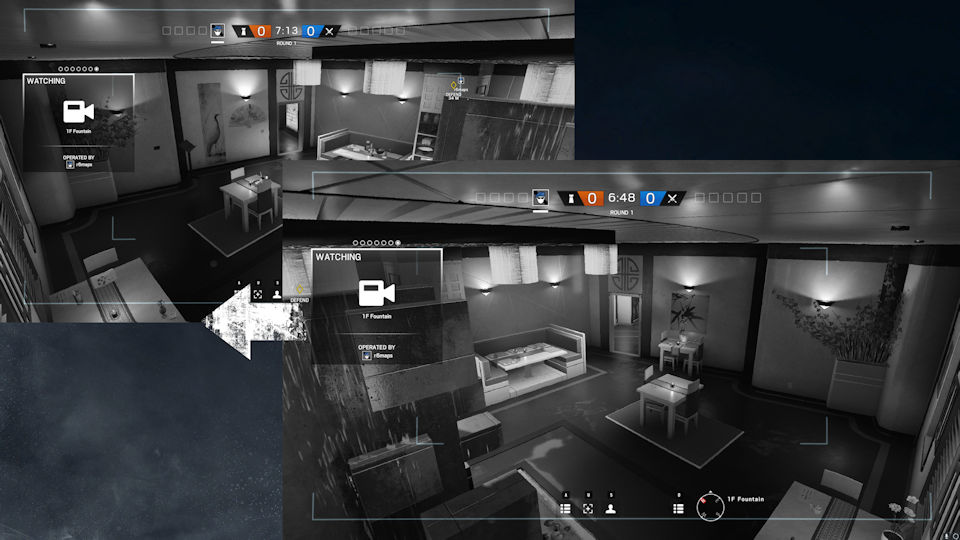 0 7:13 0
ROUND 1
WATCHING
1F Fountain
OPERATED BY
r6maps
r6maps
DEFEND
DEFEND
0 6:48 0
ROUND 1
WATCHING
1F Fountain
OPERATED BY
r6maps
1F Fountain